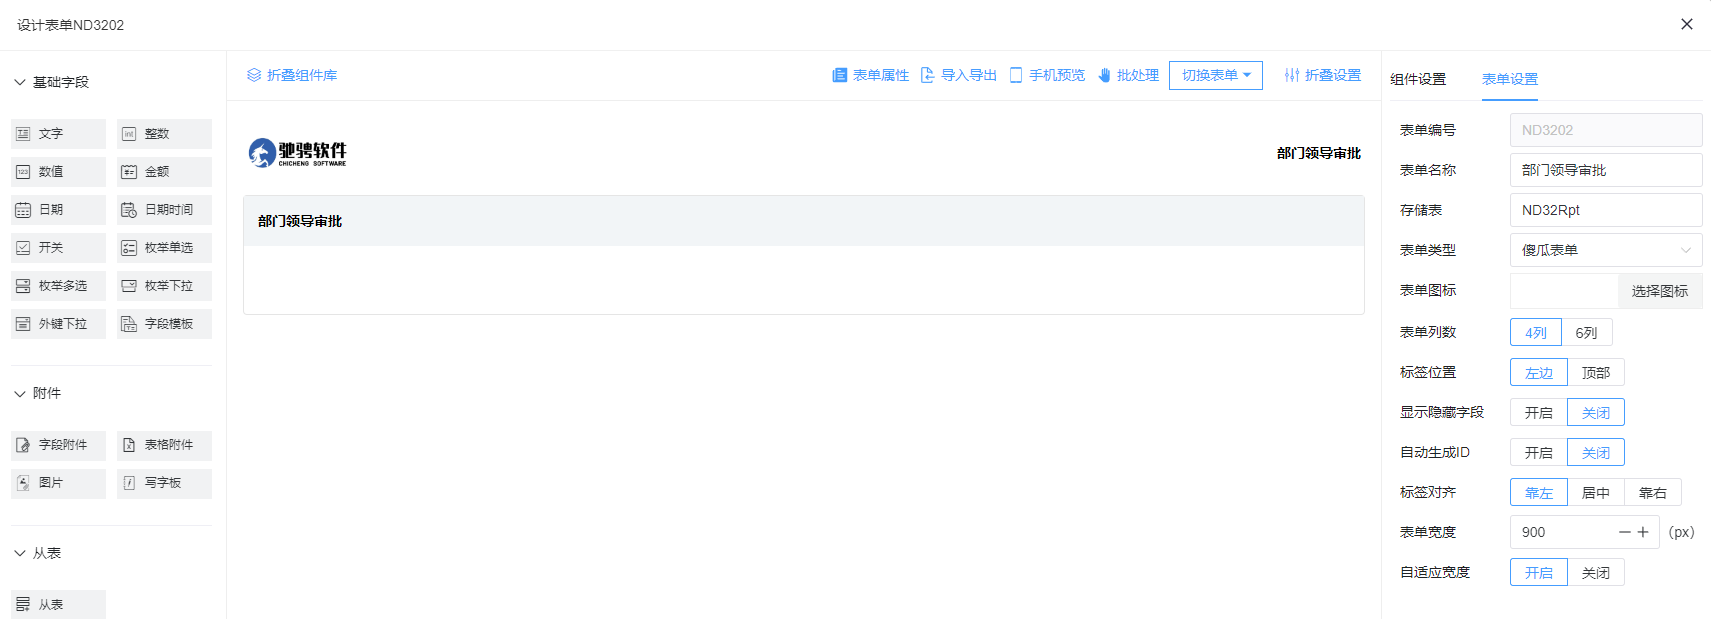 设计表单ND3202
基础字段
文字
整数
数值
金额
日期
日期时间
开关
枚举单选
枚举多选
枚举下拉
外键下拉
字段模板
附件
字段附件
表格附件
图片
写字板
从表
从表
折叠组件库
表单属性
导入导出
手机预览
批处理
切换表单
折叠设置
驰骋软件
CHICHENG SOFTWARE
部门领导审批
部门领导审批
组件设置
表单设置
表单编号 ND3202
表单名称 部门领导审批
存储表 ND32Rpt
表单类型 傻瓜表单
表单图标 选择图标
表单列数 4列 6列
标签位置 左边 顶部
显示隐藏字段 开启 关闭
自动生成ID 开启 关闭
标签对齐 靠左 居中 靠右
表单宽度 900 (px)
自适应宽度 开启 关闭